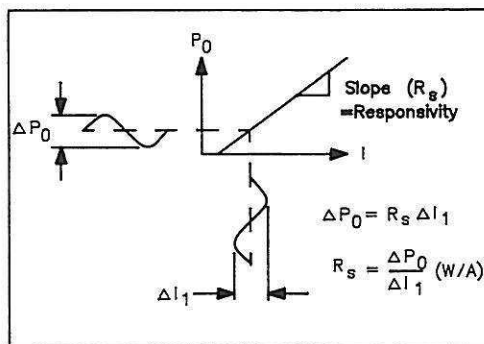 P₀
Slope (Rₛ)
=Responsivity
ΔP₀
I
ΔP₀ = Rₛ ΔI₁
Rₛ = ΔP₀/ΔI₁ (W/A)
ΔI₁